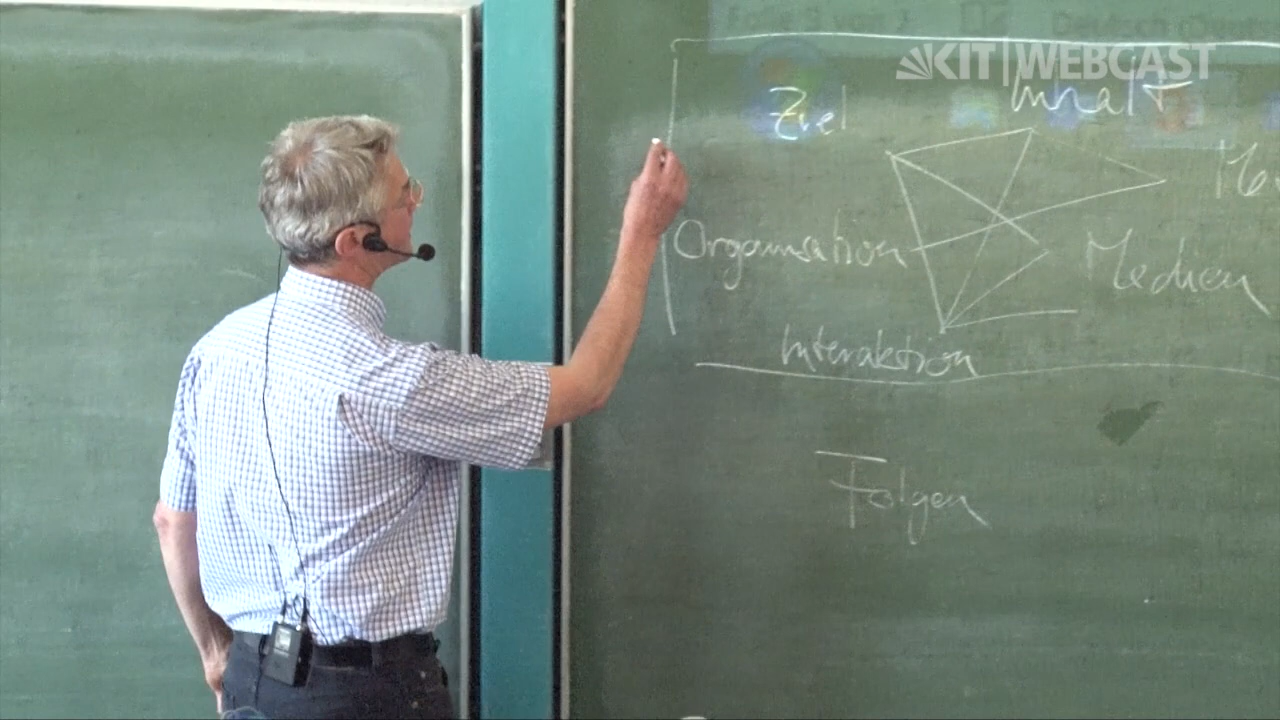 KIT|WEBCAST
Ziel
Inhalt
Organisation
Medien
Interaktion
Folgen